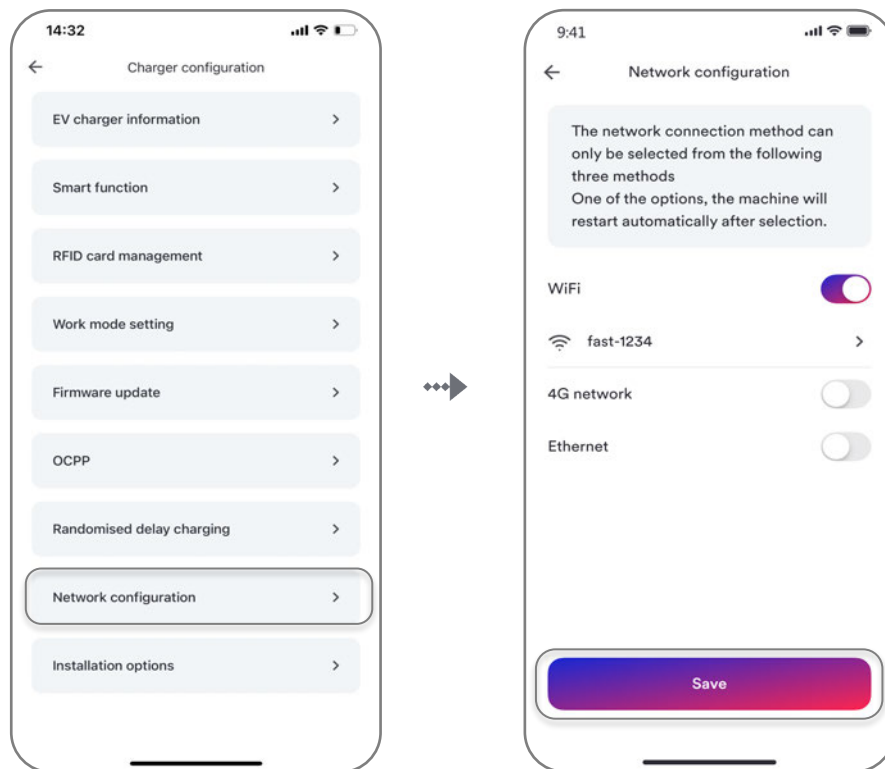 14:32
Charger configuration
EV charger information
Smart function
RFID card management
Work mode setting
Firmware update
OCPP
Randomised delay charging
Network configuration
Installation options
9:41
Network configuration
The network connection method can
only be selected from the following
three methods
One of the options, the machine will
restart automatically after selection.
WiFi
fast-1234
4G network
Ethernet
Save